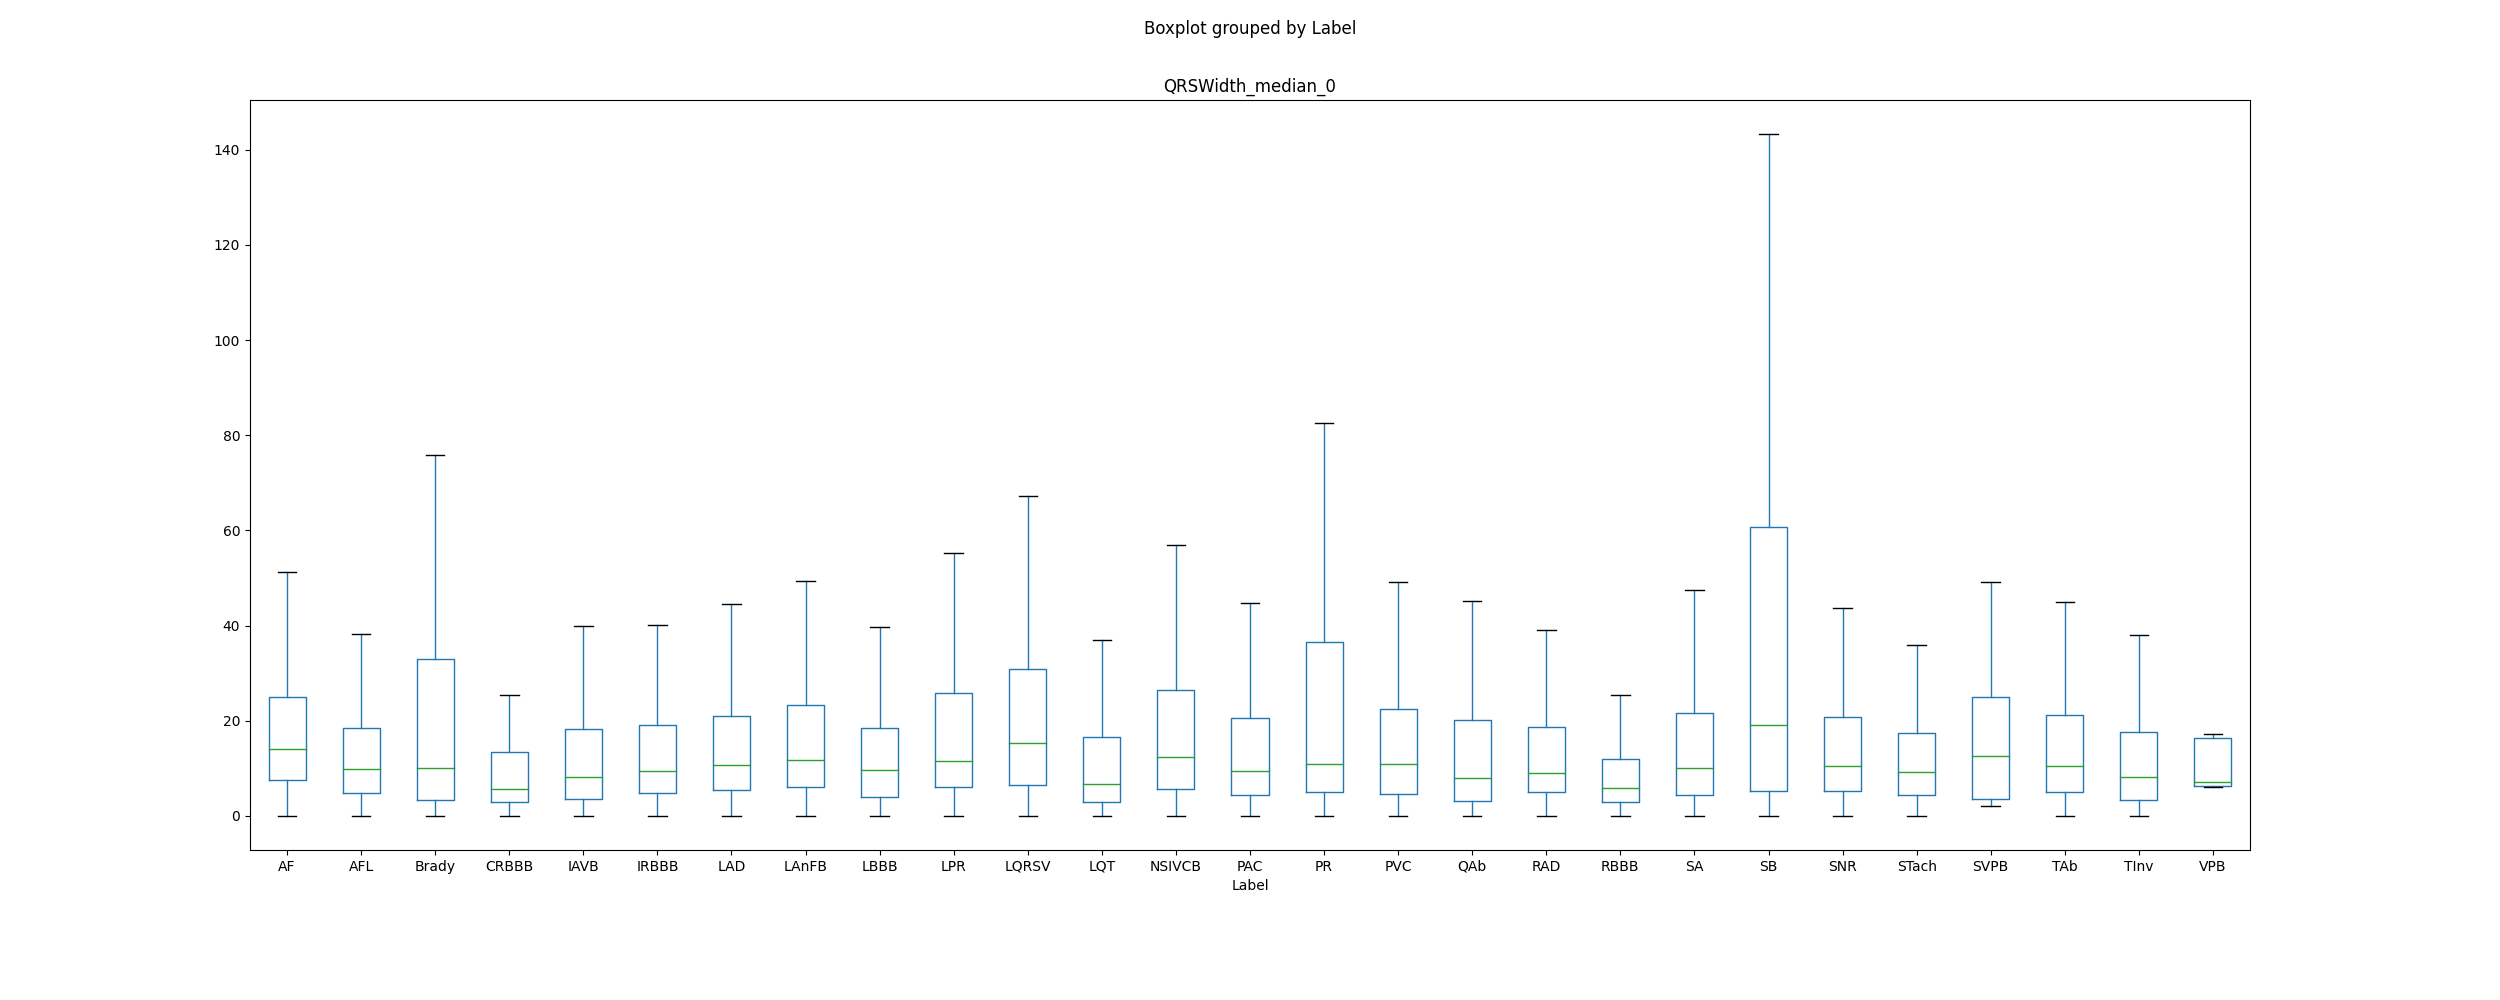 Boxplot grouped by Label
QRSWidth_median_0
140
120
100
80
60
40
20
0
AF AFL Brady CRBBB IAVB IRBBB LAD LAnFB LBBB LPR LQRSV LQT NSIVCB PAC PR PVC QAb RAD RBBB SA SB SNR STach SVPB TAb TInv VPB
Label